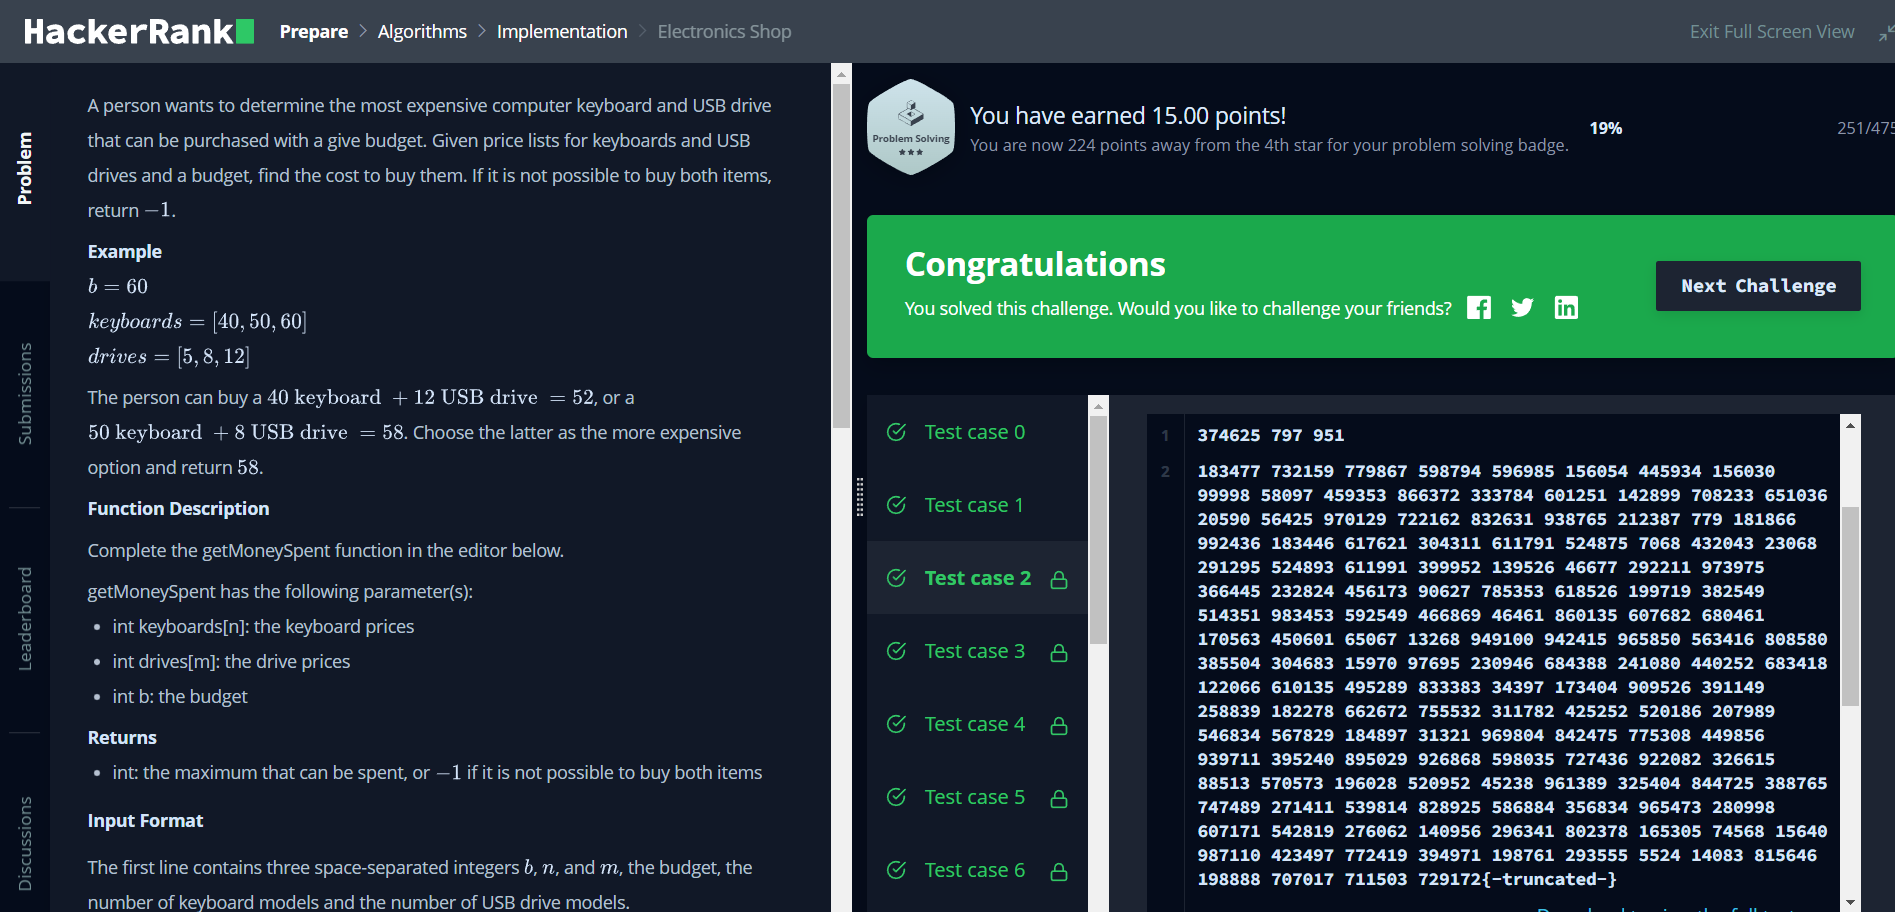 HackerRank Prepare > Algorithms > Implementation > Electronics Shop Exit Full Screen View
Problem
Submissions
Leaderboard
Discussions
A person wants to determine the most expensive computer keyboard and USB drive
that can be purchased with a give budget. Given price lists for keyboards and USB
drives and a budget, find the cost to buy them. If it is not possible to buy both items,
return −1.
Example
b = 60
keyboards = [40, 50, 60]
drives = [5, 8, 12]
The person can buy a 40 keyboard + 12 USB drive = 52, or a
50 keyboard + 8 USB drive = 58. Choose the latter as the more expensive
option and return 58.
Function Description
Complete the getMoneySpent function in the editor below.
getMoneySpent has the following parameter(s):
• int keyboards[n]: the keyboard prices
• int drives[m]: the drive prices
• int b: the budget
Returns
• int: the maximum that can be spent, or −1 if it is not possible to buy both items
Input Format
The first line contains three space-separated integers b, n, and m, the budget, the
number of keyboard models and the number of USB drive models.
Problem Solving
You have earned 15.00 points!
You are now 224 points away from the 4th star for your problem solving badge.
19%
251/475
Congratulations
You solved this challenge. Would you like to challenge your friends?
Next Challenge
Test case 0
Test case 1
Test case 2
Test case 3
Test case 4
Test case 5
Test case 6
1 374625 797 951
2 183477 732159 779867 598794 596985 156054 445934 156030
99998 58097 459353 866372 333784 601251 142899 708233 651036
20590 56425 970129 722162 832631 938765 212387 779 181866
992436 183446 617621 304311 611791 524875 7068 432043 23068
291295 524893 611991 399952 139526 46677 292211 973975
366445 232824 456173 90627 785353 618526 199719 382549
514351 983453 592549 466869 46461 860135 607682 680461
170563 450601 65067 13268 949100 942415 965850 563416 808580
385504 304683 15970 97695 230946 684388 241080 440252 683418
122066 610135 495289 833383 34397 173404 909526 391149
258839 182278 662672 755532 311782 425252 520186 207989
546834 567829 184897 31321 969804 842475 775308 449856
939711 395240 895029 926868 598035 727436 922082 326615
88513 570573 196028 520952 45238 961389 325404 844725 388765
747489 271411 539814 828925 586884 356834 965473 280998
607171 542819 276062 140956 296341 802378 165305 74568 15640
987110 423497 772419 394971 198761 293555 5524 14083 815646
198888 707017 711503 729172{-truncated-}